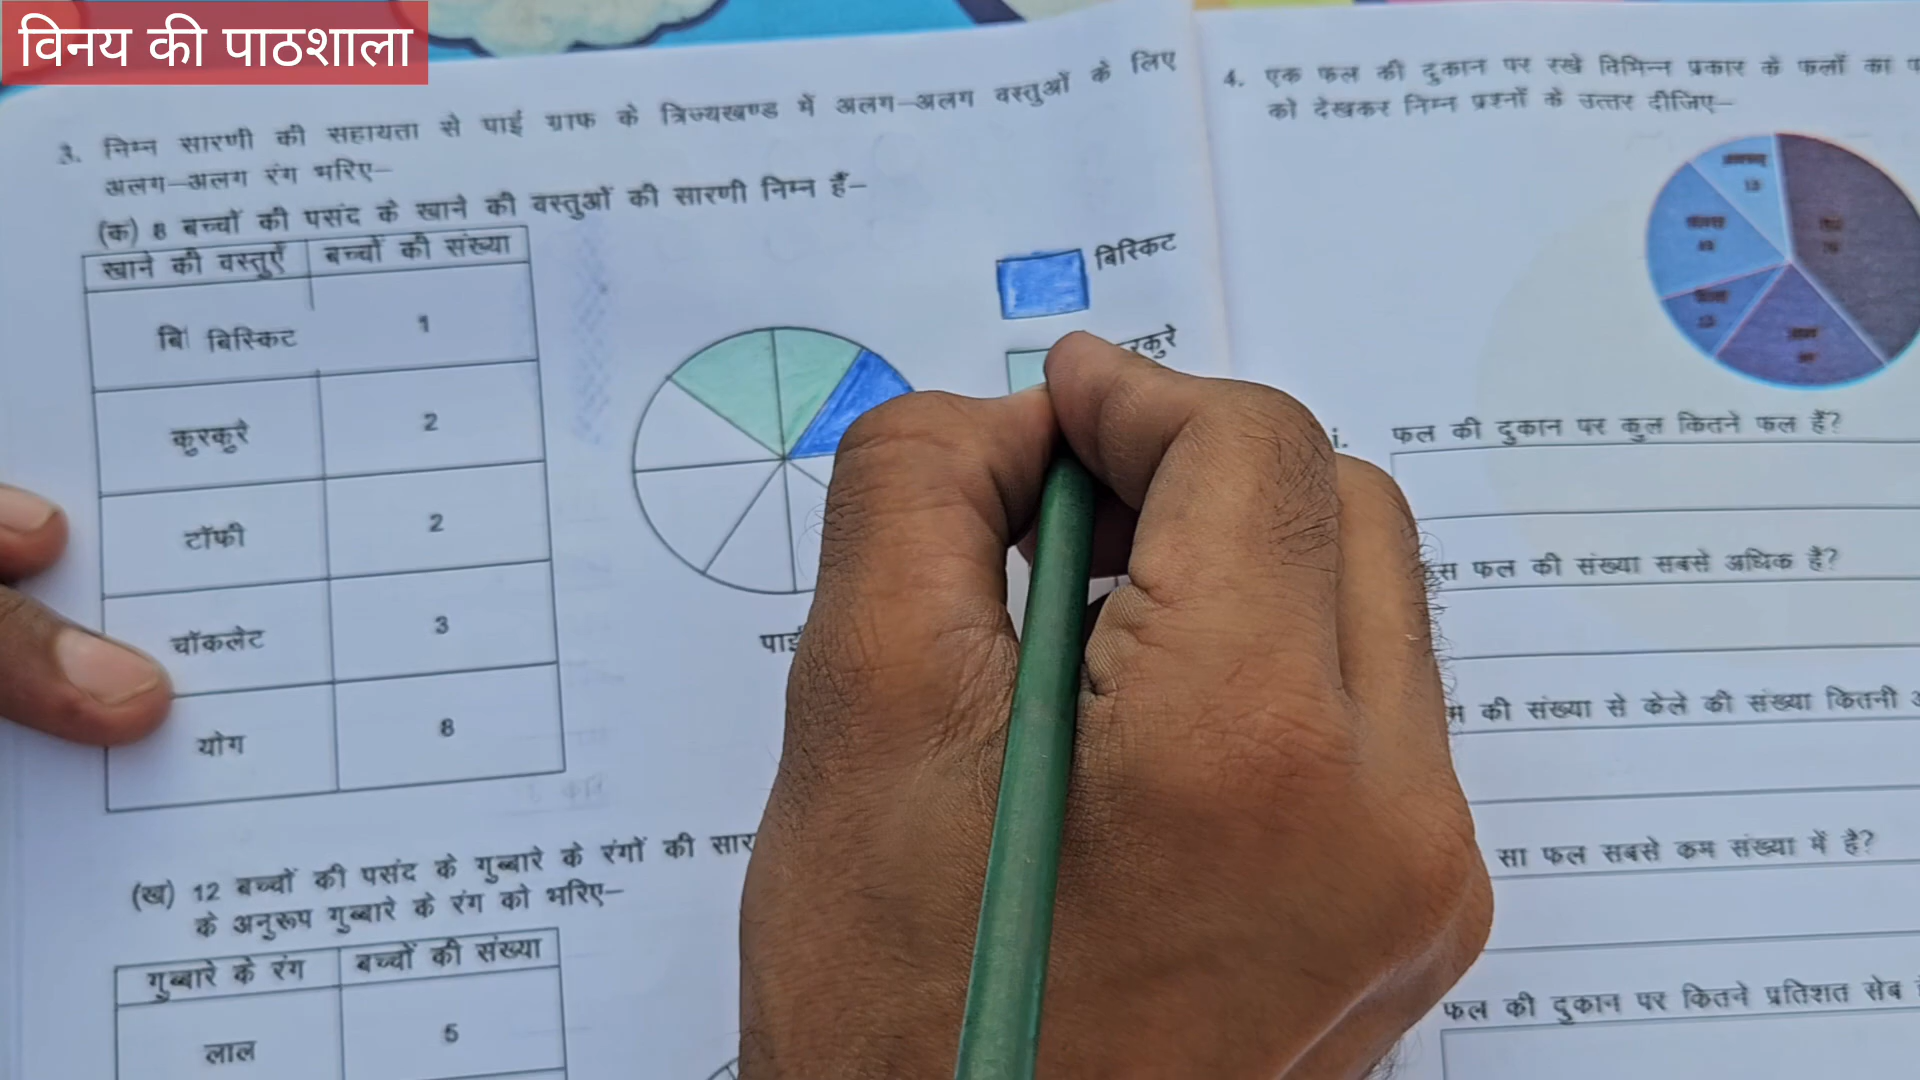 विनय की पाठशाला
3. निम्न सारणी की सहायता से पाई ग्राफ के त्रिज्यखण्ड में अलग–अलग वस्तुओं के लिए
अलग–अलग रंग भरिए–
(क) 8 बच्चों की पसंद के खाने की वस्तुओं की सारणी निम्न हैं–
खाने की वस्तुएँ बच्चों की संख्या
बि बिस्किट 1
कुरकुरे 2
टॉफी 2
चॉकलेट 3
योग 8
बिस्किट
रकुरे
पाई
(ख) 12 बच्चों की पसंद के गुब्बारे के रंगों की सार
के अनुरूप गुब्बारे के रंग को भरिए–
गुब्बारे के रंग बच्चों की संख्या
लाल 5
4. एक फल की दुकान पर रखे विभिन्न प्रकार के फलों का
को देखकर निम्न प्रश्नों के उत्तर दीजिए–
i. फल की दुकान पर कुल कितने फल हैं?
स फल की संख्या सबसे अधिक है?
म की संख्या से केले की संख्या कितनी
सा फल सबसे कम संख्या में है?
फल की दुकान पर कितने प्रतिशत सेब